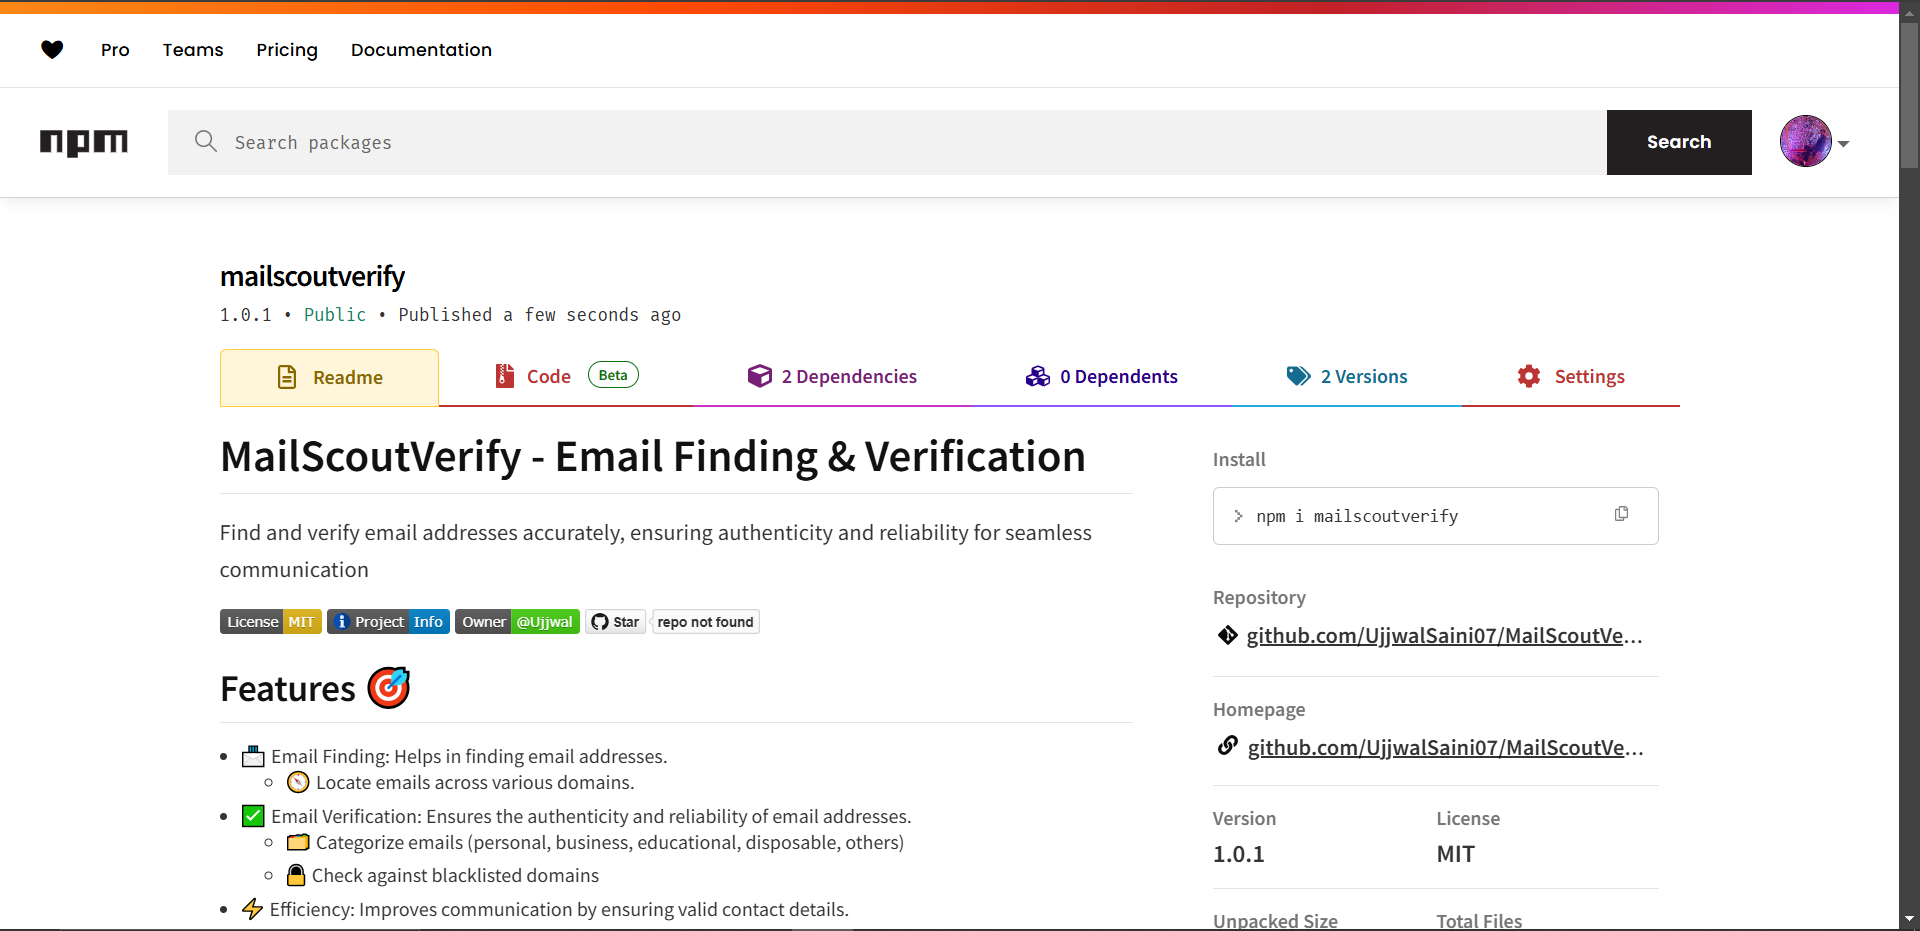 Pro Teams Pricing Documentation
npm
Search packages
Search
mailscoutverify
1.0.1 • Public • Published a few seconds ago
Readme
Code Beta
2 Dependencies
0 Dependents
2 Versions
Settings
MailScoutVerify - Email Finding & Verification
Find and verify email addresses accurately, ensuring authenticity and reliability for seamless
communication
License MIT Project Info Owner @Ujjwal Star repo not found
Features
Email Finding: Helps in finding email addresses.
Locate emails across various domains.
Email Verification: Ensures the authenticity and reliability of email addresses.
Categorize emails (personal, business, educational, disposable, others)
Check against blacklisted domains
Efficiency: Improves communication by ensuring valid contact details.
Install
> npm i mailscoutverify
Repository
github.com/UjjwalSaini07/MailScoutVe...
Homepage
github.com/UjjwalSaini07/MailScoutVe...
Version License
1.0.1 MIT
Unpacked Size Total Files